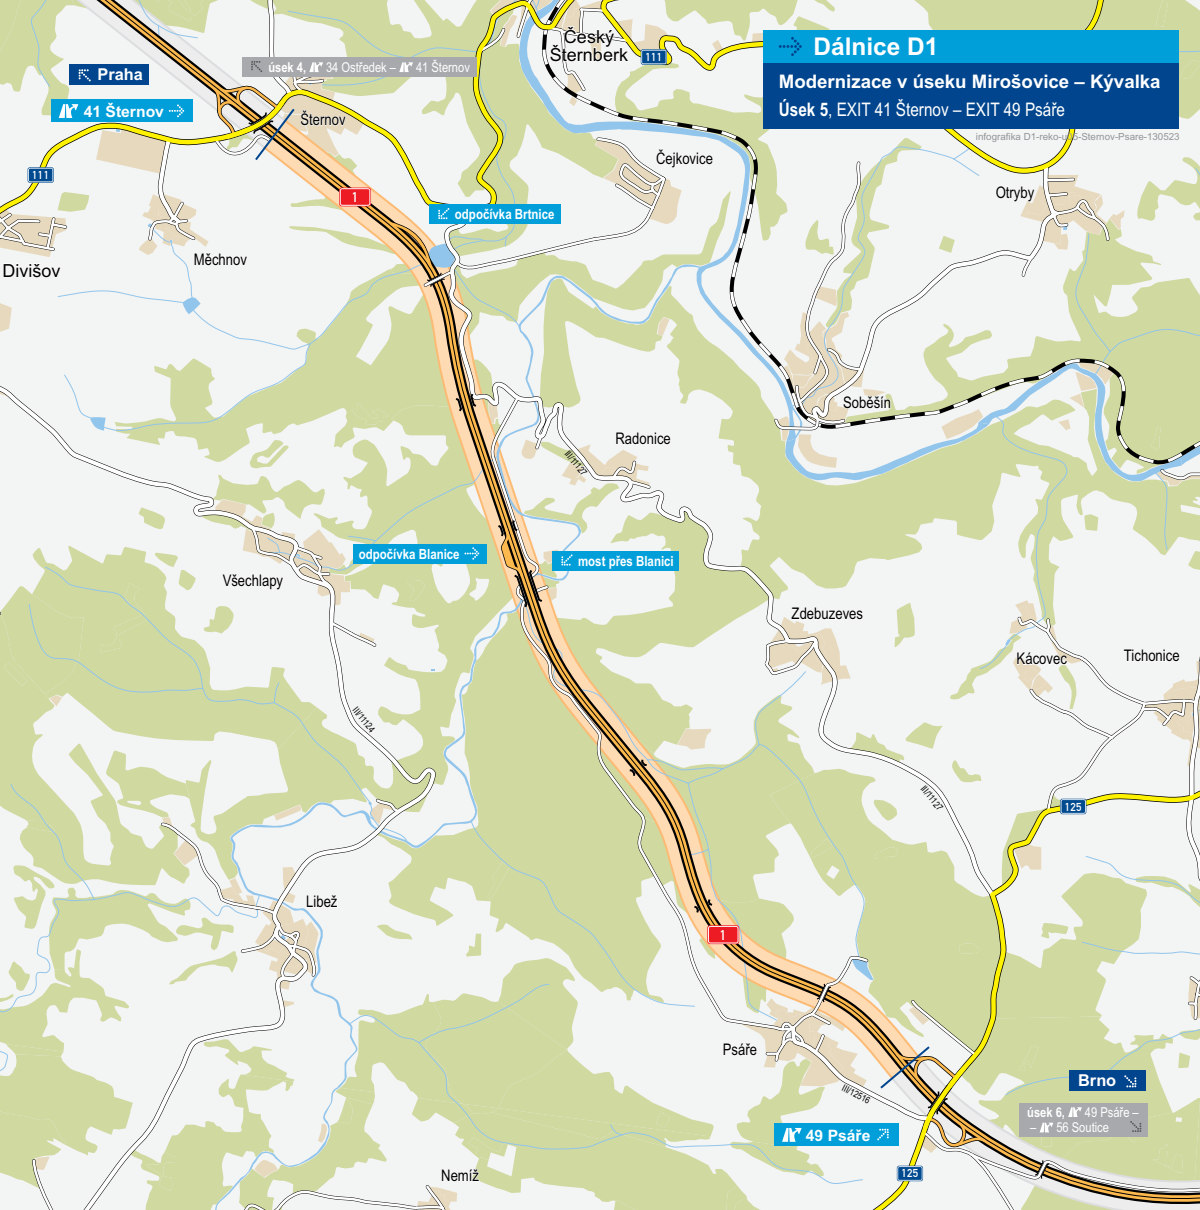 Dálnice D1
Modernizace v úseku Mirošovice – Kývalka
Úsek 5, EXIT 41 Šternov – EXIT 49 Psáře
Český
Šternberk
111
úsek 4, 34 Ostředek – 41 Šternov
Praha
41 Šternov
Šternov
111
Čejkovice
Otryby
1
odpočívka Brtnice
Měchnov
Divišov
Soběšín
Radonice
III/11127
odpočívka Blanice
most přes Blanici
Všechlapy
Zdebuzeves
Kácovec
Tichonice
III/11124
III/11127
125
Libež
1
Psáře
III/12516
Brno
úsek 6, 49 Psáře –
– 56 Soutice
49 Psáře
125
Nemíž